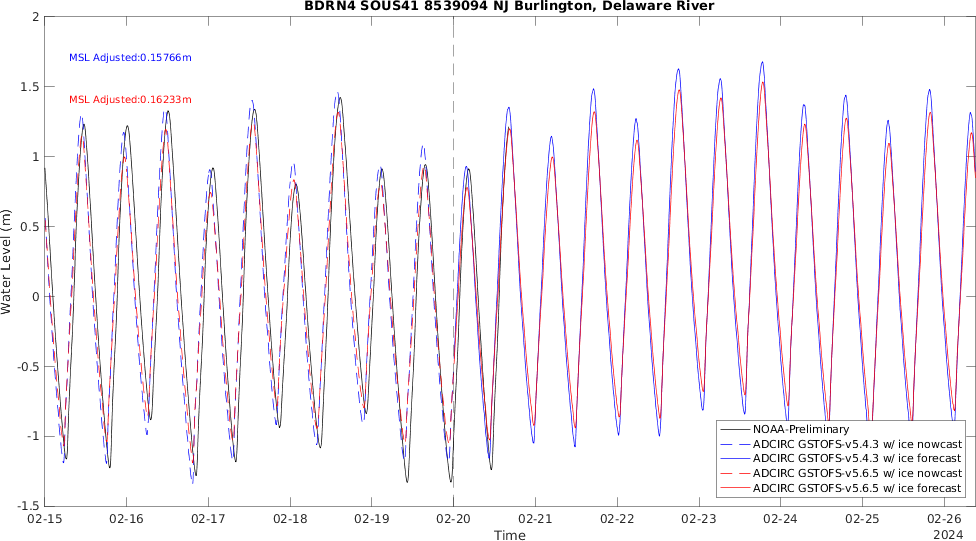 BDRN4 SOUS41 8539094 NJ Burlington, Delaware River
2
1.5
1
0.5
0
-0.5
-1
-1.5
Water Level (m)
MSL Adjusted:0.15766m
MSL Adjusted:0.16233m
NOAA-Preliminary
ADCIRC GSTOFS-v5.4.3 w/ ice nowcast
ADCIRC GSTOFS-v5.4.3 w/ ice forecast
ADCIRC GSTOFS-v5.6.5 w/ ice nowcast
ADCIRC GSTOFS-v5.6.5 w/ ice forecast
02-15 02-16 02-17 02-18 02-19 02-20 02-21 02-22 02-23 02-24 02-25 02-26
Time
2024